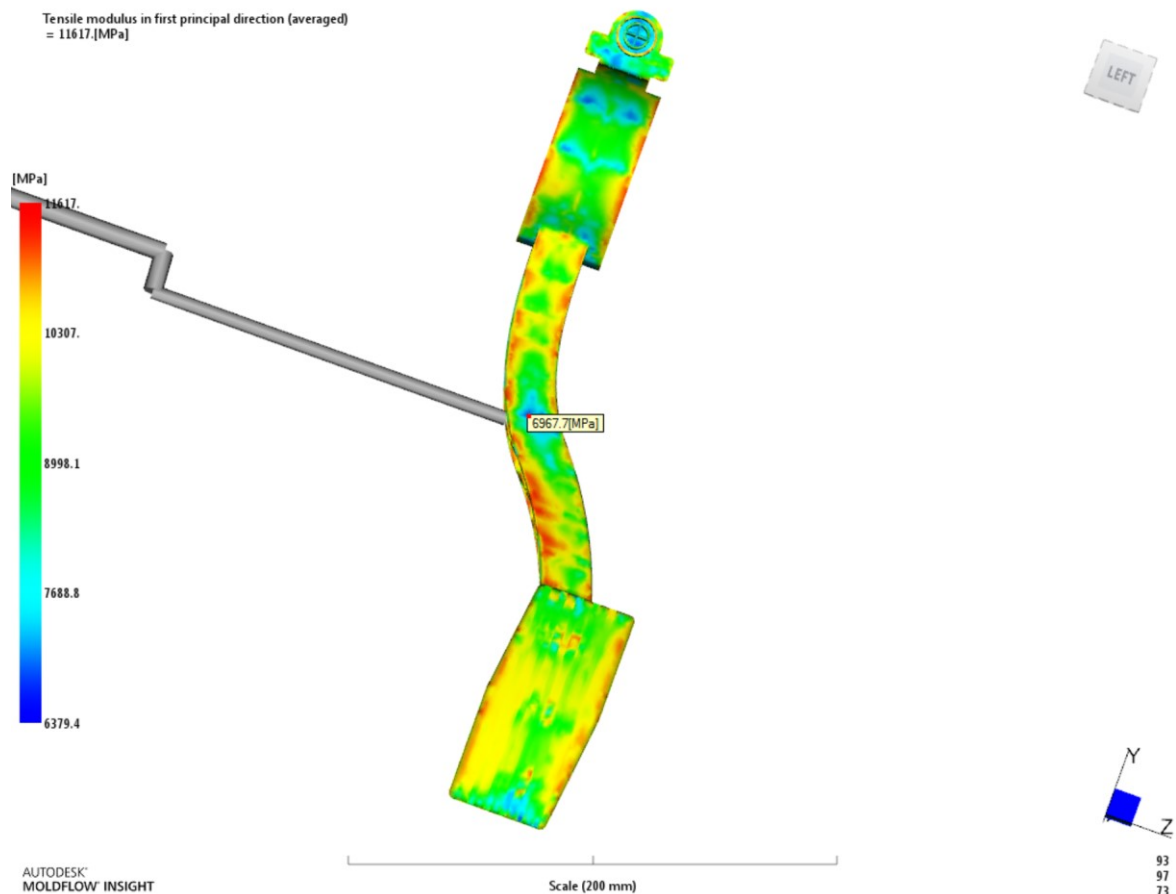 Tensile modulus in first principal direction (averaged)
= 11617.[MPa]
LEFT
[MPa]
11617.
10307.
8998.1
7688.8
6379.4
6967.7[MPa]
Y
Z
AUTODESK'
MOLDFLOW' INSIGHT
Scale (200 mm)
93
97
73